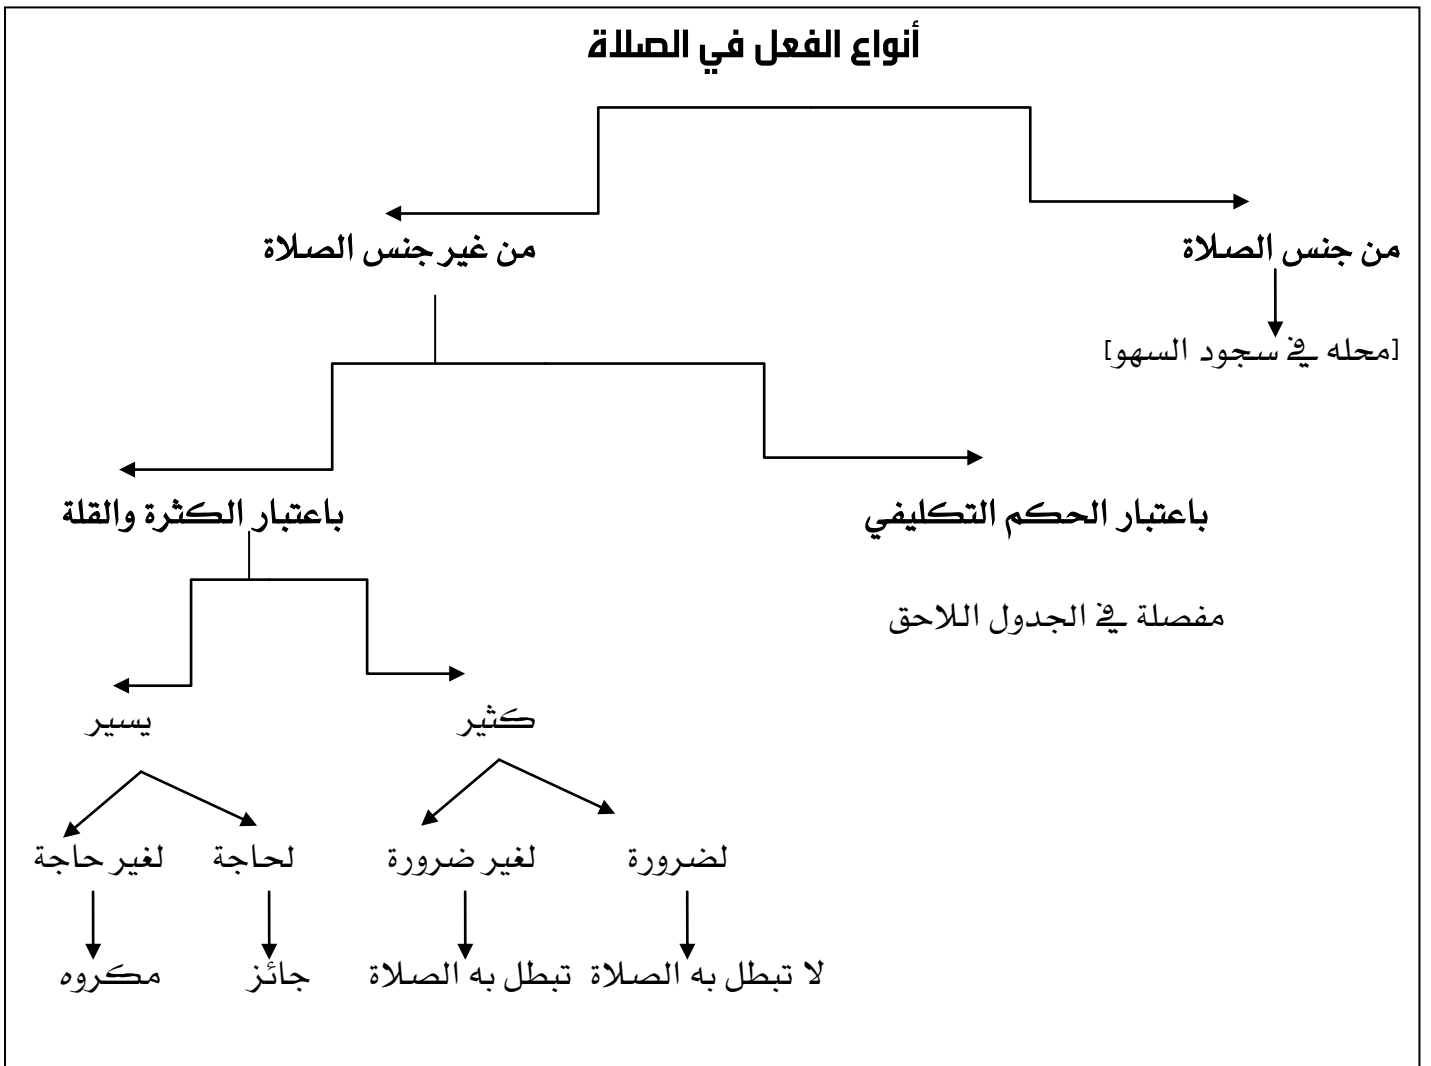 أنواع الفعل في الصلاة
من جنس الصلاة
من غير جنس الصلاة
[محله في سجود السهو]
باعتبار الحكم التكليفي
باعتبار الكثرة والقلة
مفصلة في الجدول اللاحق
كثير
يسير
لضرورة
لغير ضرورة
لحاجة
لغير حاجة
لا تبطل به الصلاة
تبطل به الصلاة
جائز
مكروه